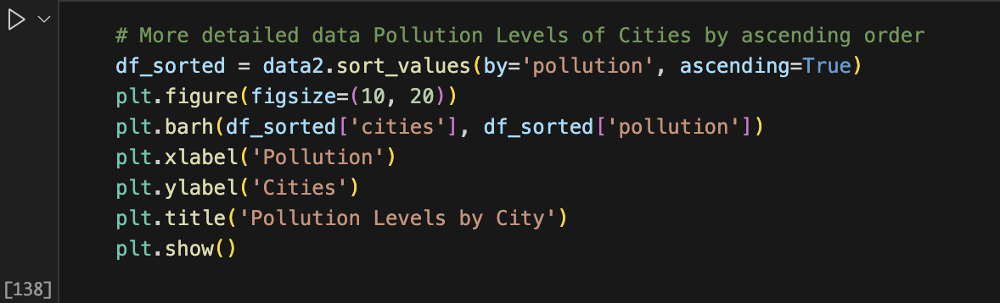 # More detailed data Pollution Levels of Cities by ascending order
df_sorted = data2.sort_values(by='pollution', ascending=True)
plt.figure(figsize=(10, 20))
plt.barh(df_sorted['cities'], df_sorted['pollution'])
plt.xlabel('Pollution')
plt.ylabel('Cities')
plt.title('Pollution Levels by City')
plt.show()
[138]